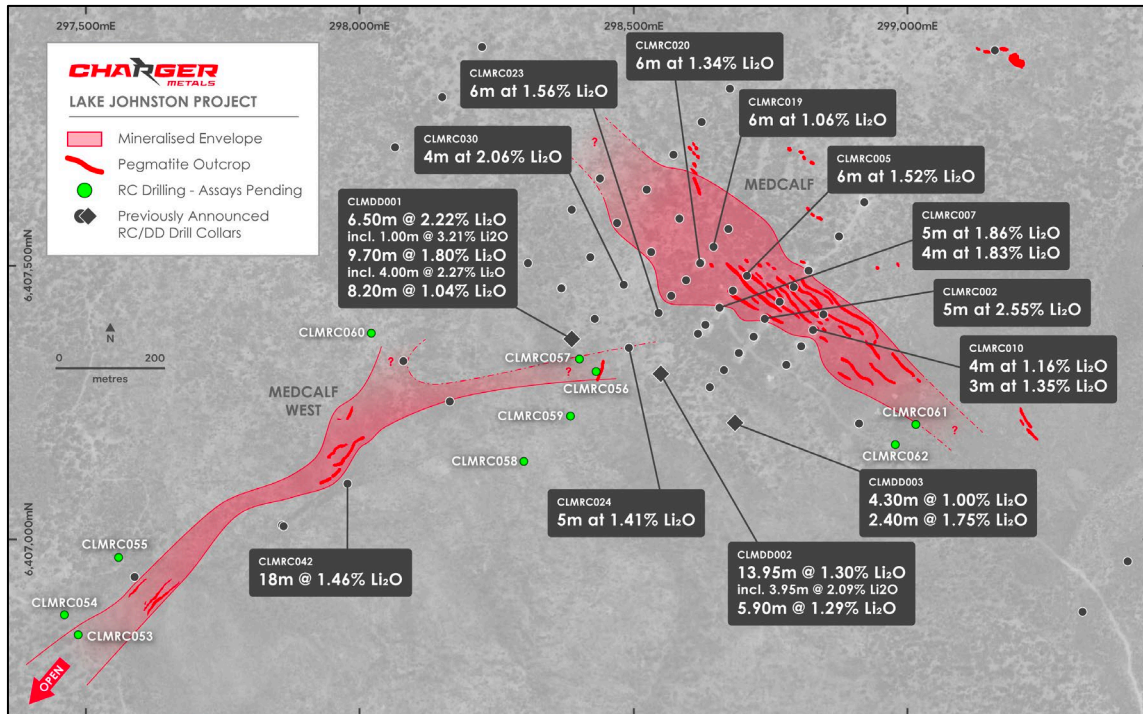 297,500mE
298,000mE
298,500mE
299,000mE
CHARGER
METALS
LAKE JOHNSTON PROJECT
Mineralised Envelope
Pegmatite Outcrop
RC Drilling - Assays Pending
Previously Announced
RC/DD Drill Collars
CLMRC020
6m at 1.34% Li₂O
CLMRC023
6m at 1.56% Li₂O
CLMRC019
6m at 1.06% Li₂O
CLMRC030
4m at 2.06% Li₂O
CLMRC005
6m at 1.52% Li₂O
?
MEDCALF
CLMDD001
6.50m @ 2.22% Li₂O
incl. 1.00m @ 3.21% Li2O
9.70m @ 1.80% Li₂O
incl. 4.00m @ 2.27% Li₂O
8.20m @ 1.04% Li₂O
CLMRC007
5m at 1.86% Li₂O
4m at 1.83% Li₂O
6,407,500mN
CLMRC002
5m at 2.55% Li₂O
N
0 200
metres
CLMRC060
CLMRC057
CLMRC056
?
?
CLMRC010
4m at 1.16% Li₂O
3m at 1.35% Li₂O
MEDCALF
WEST
CLMRC059
CLMRC061
?
CLMRC062
CLMRC058
CLMDD003
4.30m @ 1.00% Li₂O
2.40m @ 1.75% Li₂O
CLMRC024
5m at 1.41% Li₂O
6,407,000mN
CLMRC055
CLMRC042
18m @ 1.46% Li₂O
CLMDD002
13.95m @ 1.30% Li₂O
incl. 3.95m @ 2.09% Li2O
5.90m @ 1.29% Li₂O
CLMRC054
CLMRC053
OPEN